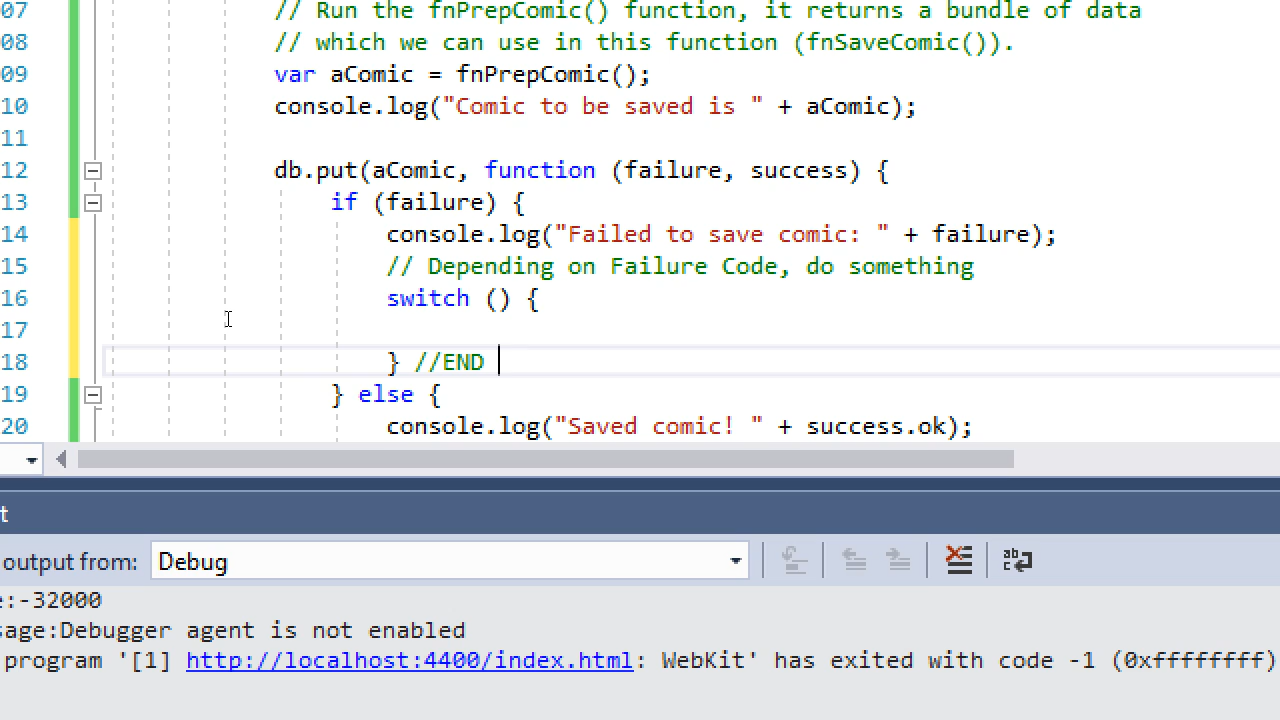 07 // Run the fnPrepComic() function, it returns a bundle of data
08 // which we can use in this function (fnSaveComic()).
09 var aComic = fnPrepComic();
10 console.log("Comic to be saved is " + aComic);
11
12 db.put(aComic, function (failure, success) {
13 if (failure) {
14 console.log("Failed to save comic: " + failure);
15 // Depending on Failure Code, do something
16 switch () {
17
18 } //END
19 } else {
20 console.log("Saved comic! " + success.ok);
t
output from: Debug
e:-32000
sage:Debugger agent is not enabled
program '[1] http://localhost:4400/index.html: WebKit' has exited with code -1 (0xffffffff)